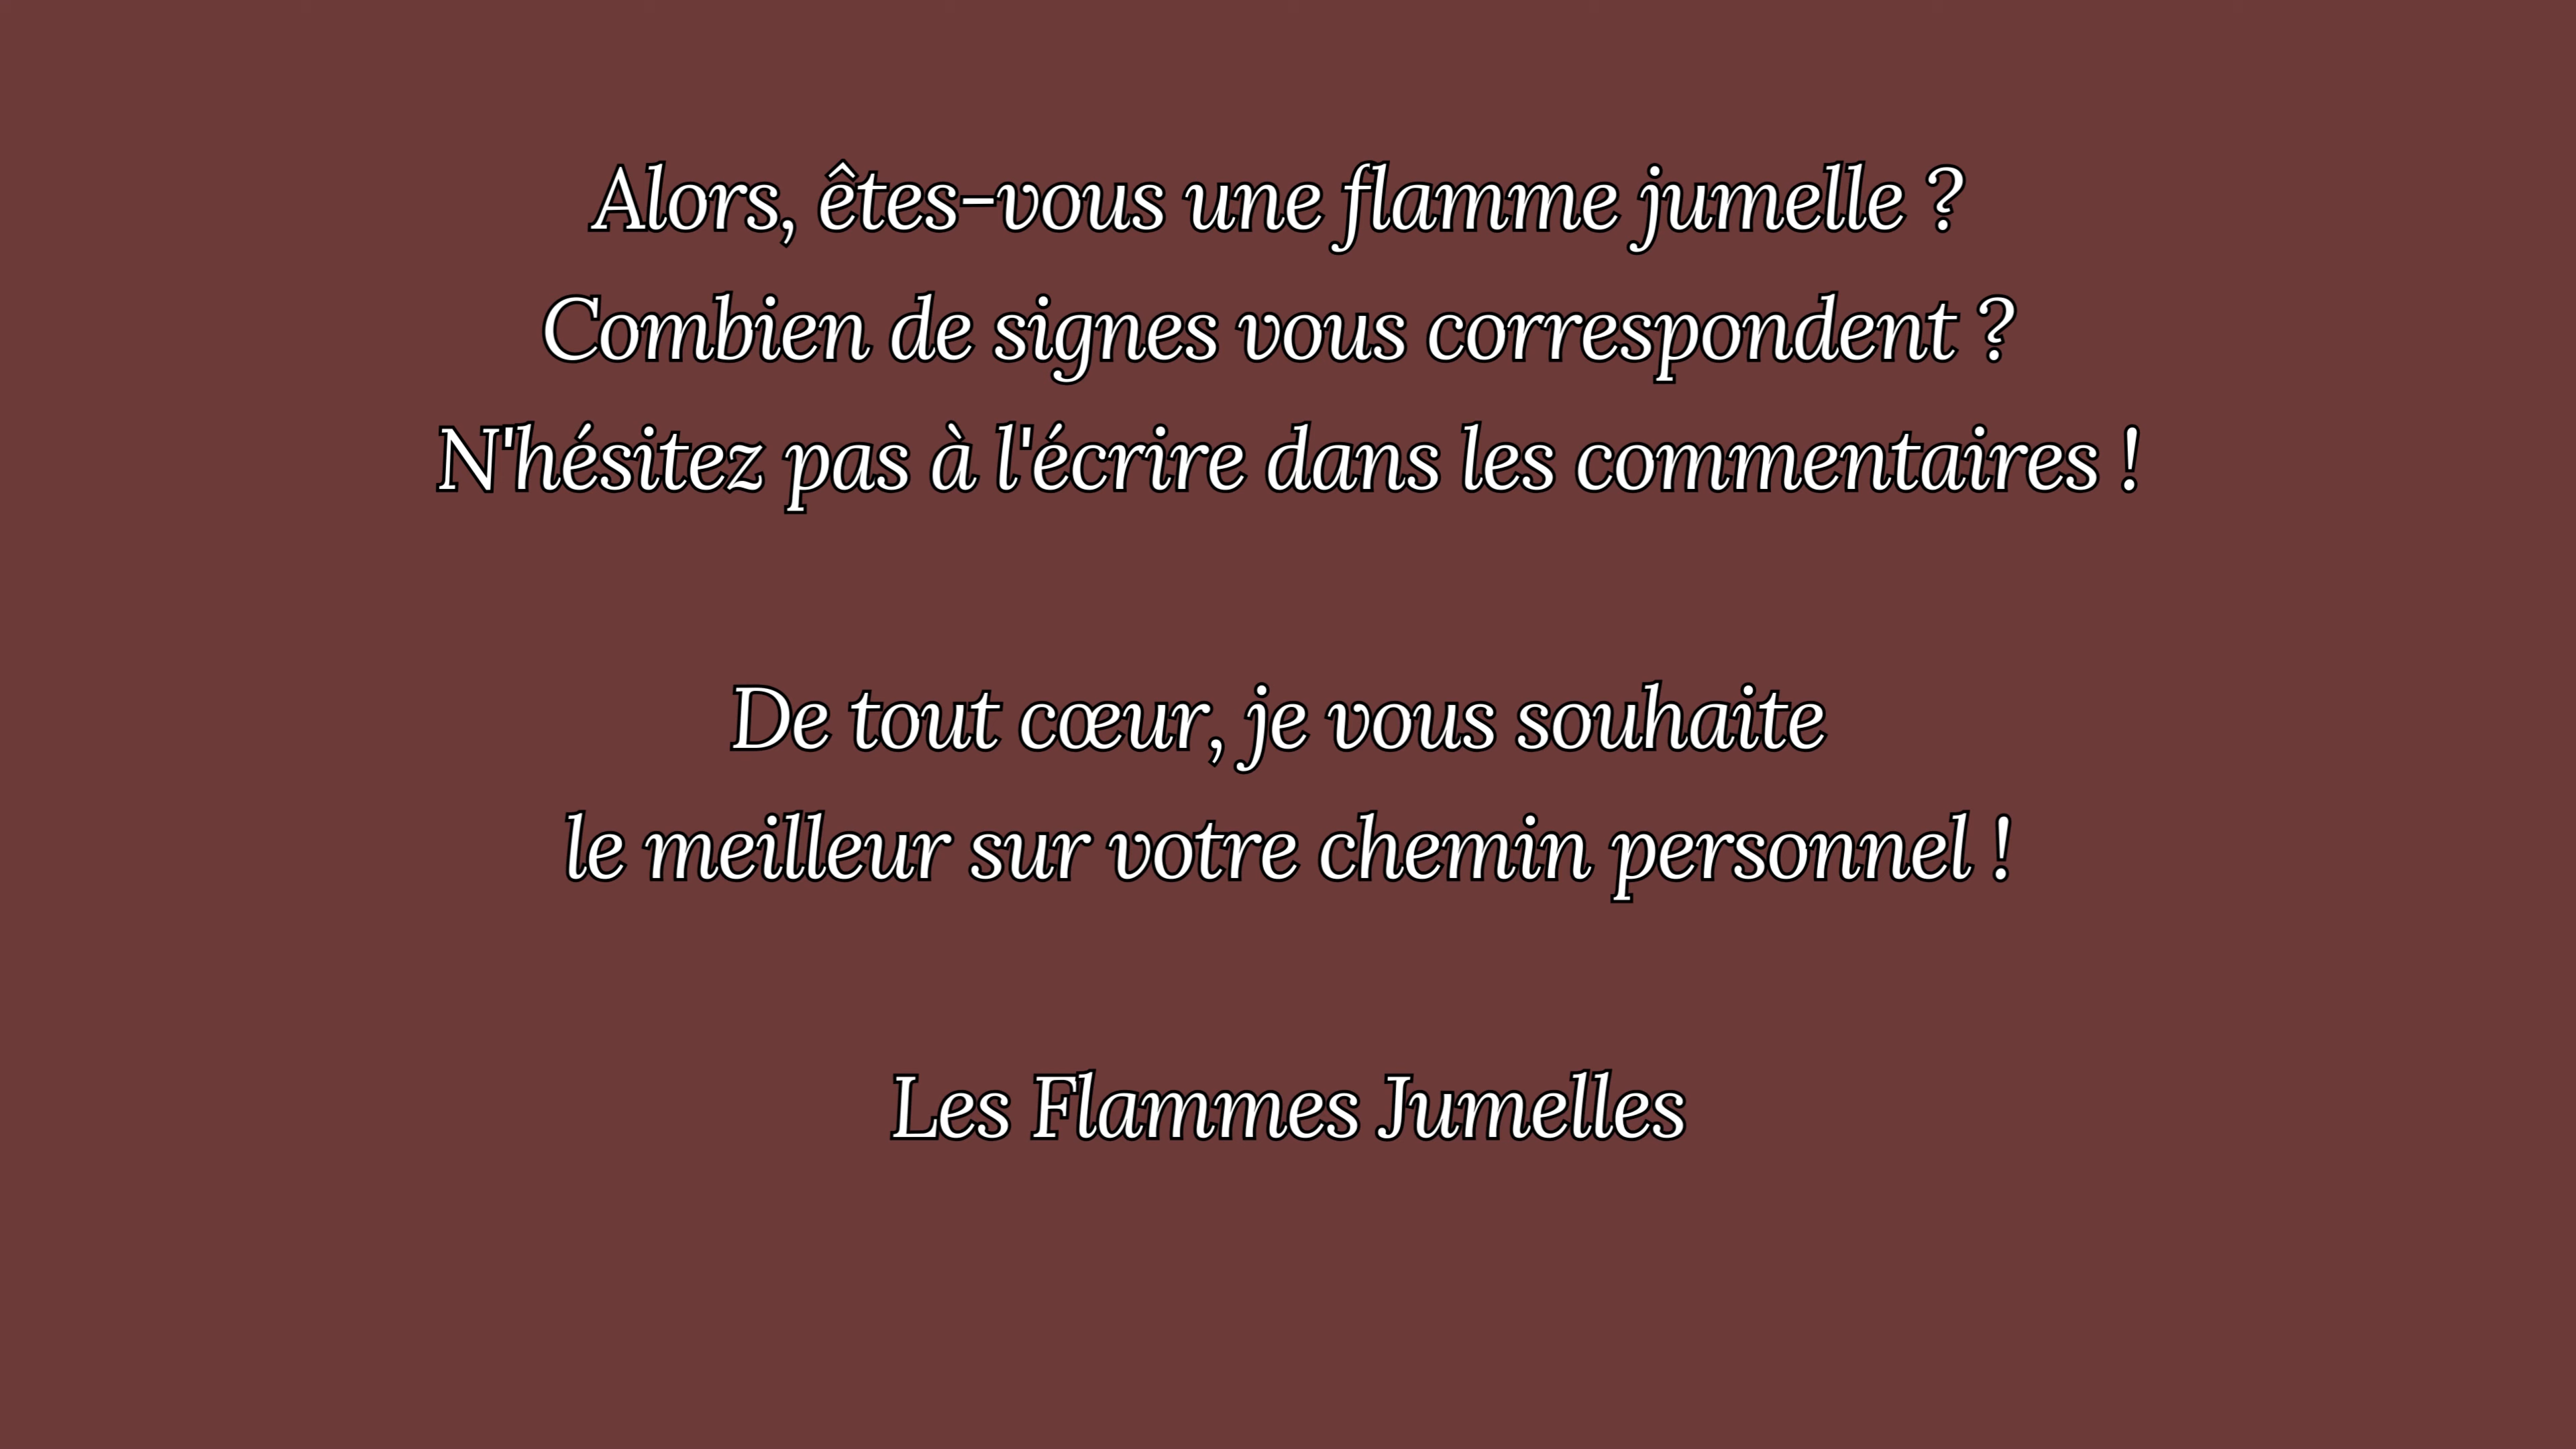 Alors, êtes-vous une flamme jumelle ?
Combien de signes vous correspondent ?
N'hésitez pas à l'écrire dans les commentaires !
De tout cœur, je vous souhaite
le meilleur sur votre chemin personnel !
Les Flammes Jumelles